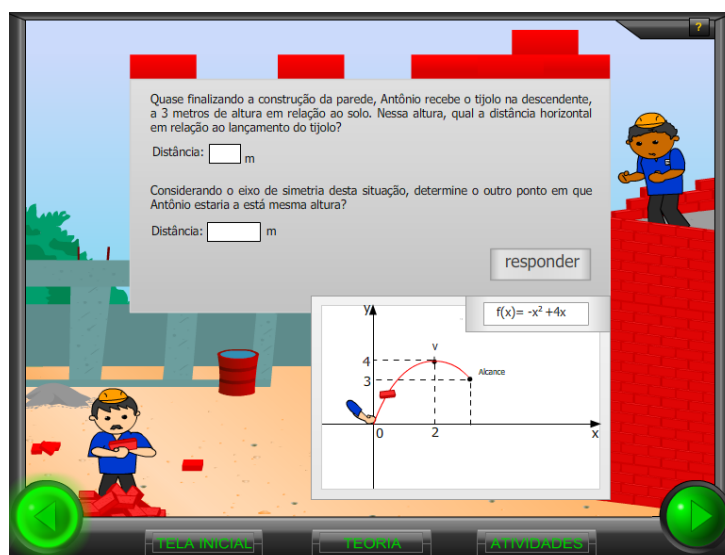 ?
Quase finalizando a construção da parede, Antônio recebe o tijolo na descendente,
a 3 metros de altura em relação ao solo. Nessa altura, qual a distância horizontal
em relação ao lançamento do tijolo?
Distância: m
Considerando o eixo de simetria desta situação, determine o outro ponto em que
Antônio estaria a está mesma altura?
Distância: m
responder
f(x)= -x² +4x
y
V
4
3
Alcance
0 2 x
TELA INICIAL TEORIA ATIVIDADES